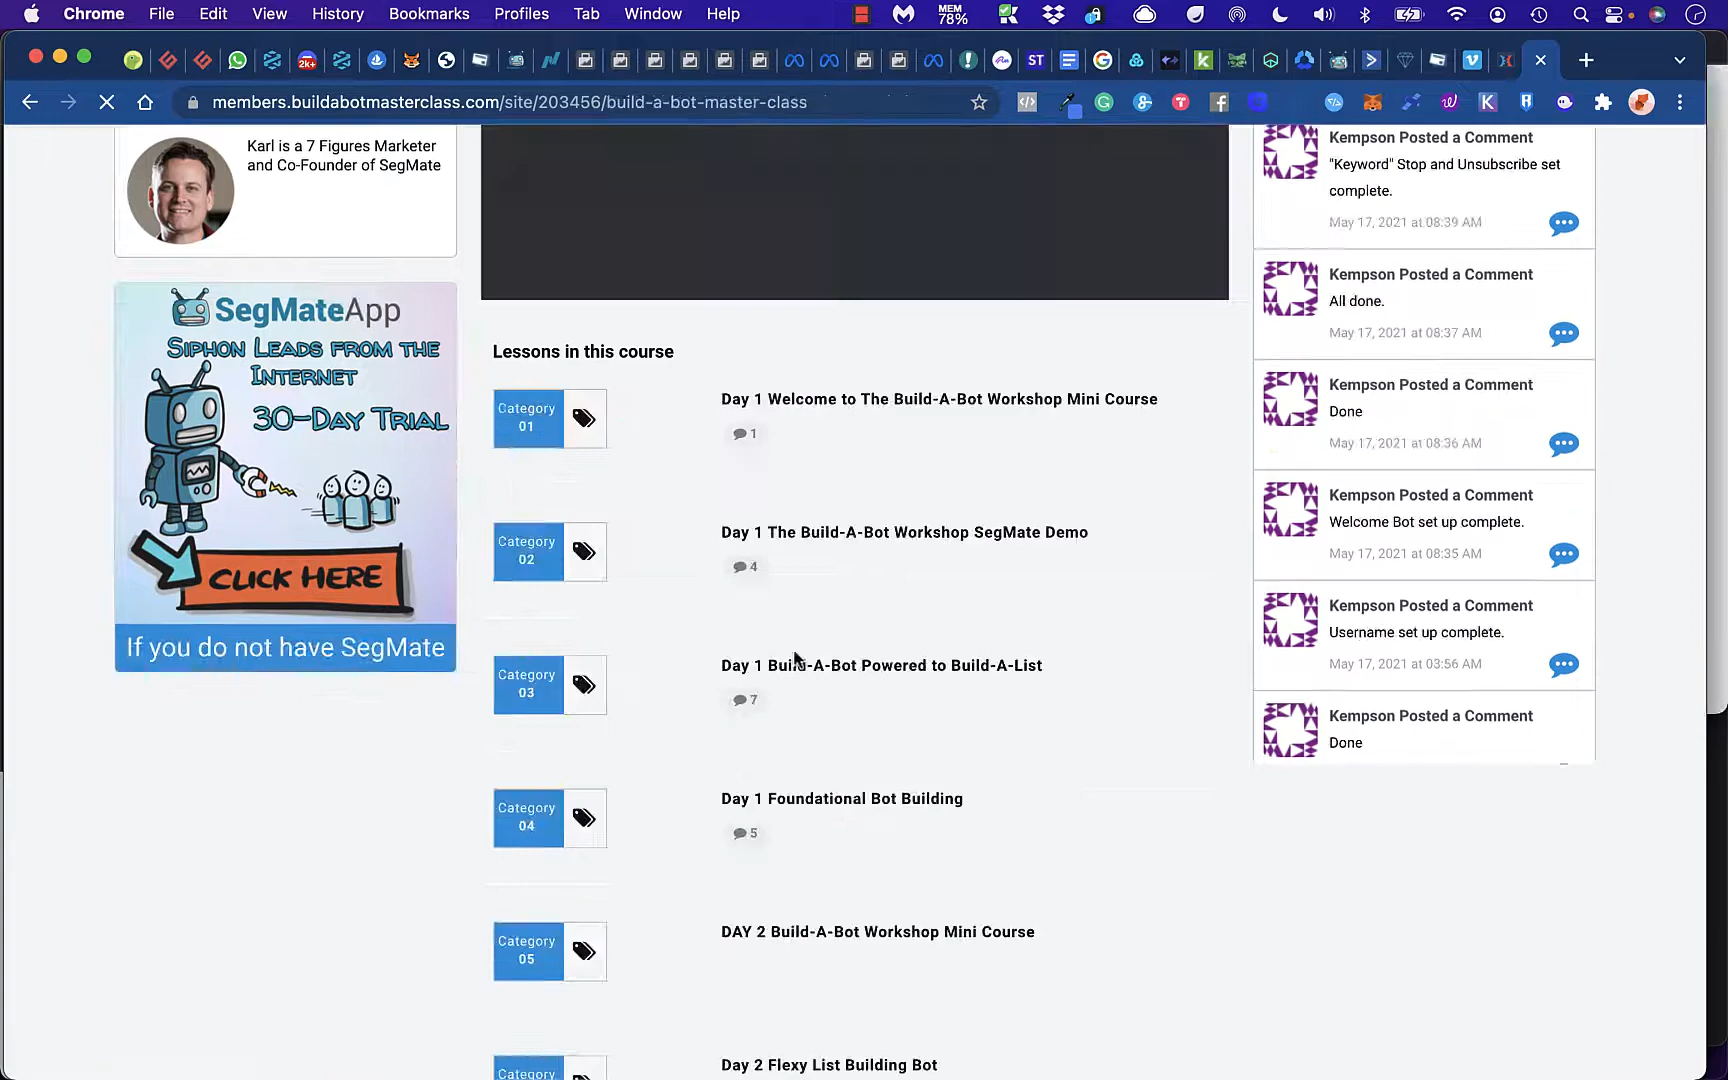 Chrome File Edit View History Bookmarks Profiles Tab Window Help
MEM
78%
2k+
ST
members.buildabotmasterclass.com/site/203456/build-a-bot-master-class
Karl is a 7 Figures Marketer
and Co-Founder of SegMate
SegMateApp
Siphon Leads from the
Internet
30-Day Trial
CLICK HERE
If you do not have SegMate
Lessons in this course
Category
01
Day 1 Welcome to The Build-A-Bot Workshop Mini Course
1
Category
02
Day 1 The Build-A-Bot Workshop SegMate Demo
4
Category
03
Day 1 Build-A-Bot Powered to Build-A-List
7
Category
04
Day 1 Foundational Bot Building
5
Category
05
DAY 2 Build-A-Bot Workshop Mini Course
Category
Day 2 Flexy List Building Bot
Kempson Posted a Comment
"Keyword" Stop and Unsubscribe set
complete.
May 17, 2021 at 08:39 AM
Kempson Posted a Comment
All done.
May 17, 2021 at 08:37 AM
Kempson Posted a Comment
Done
May 17, 2021 at 08:36 AM
Kempson Posted a Comment
Welcome Bot set up complete.
May 17, 2021 at 08:35 AM
Kempson Posted a Comment
Username set up complete.
May 17, 2021 at 03:56 AM
Kempson Posted a Comment
Done